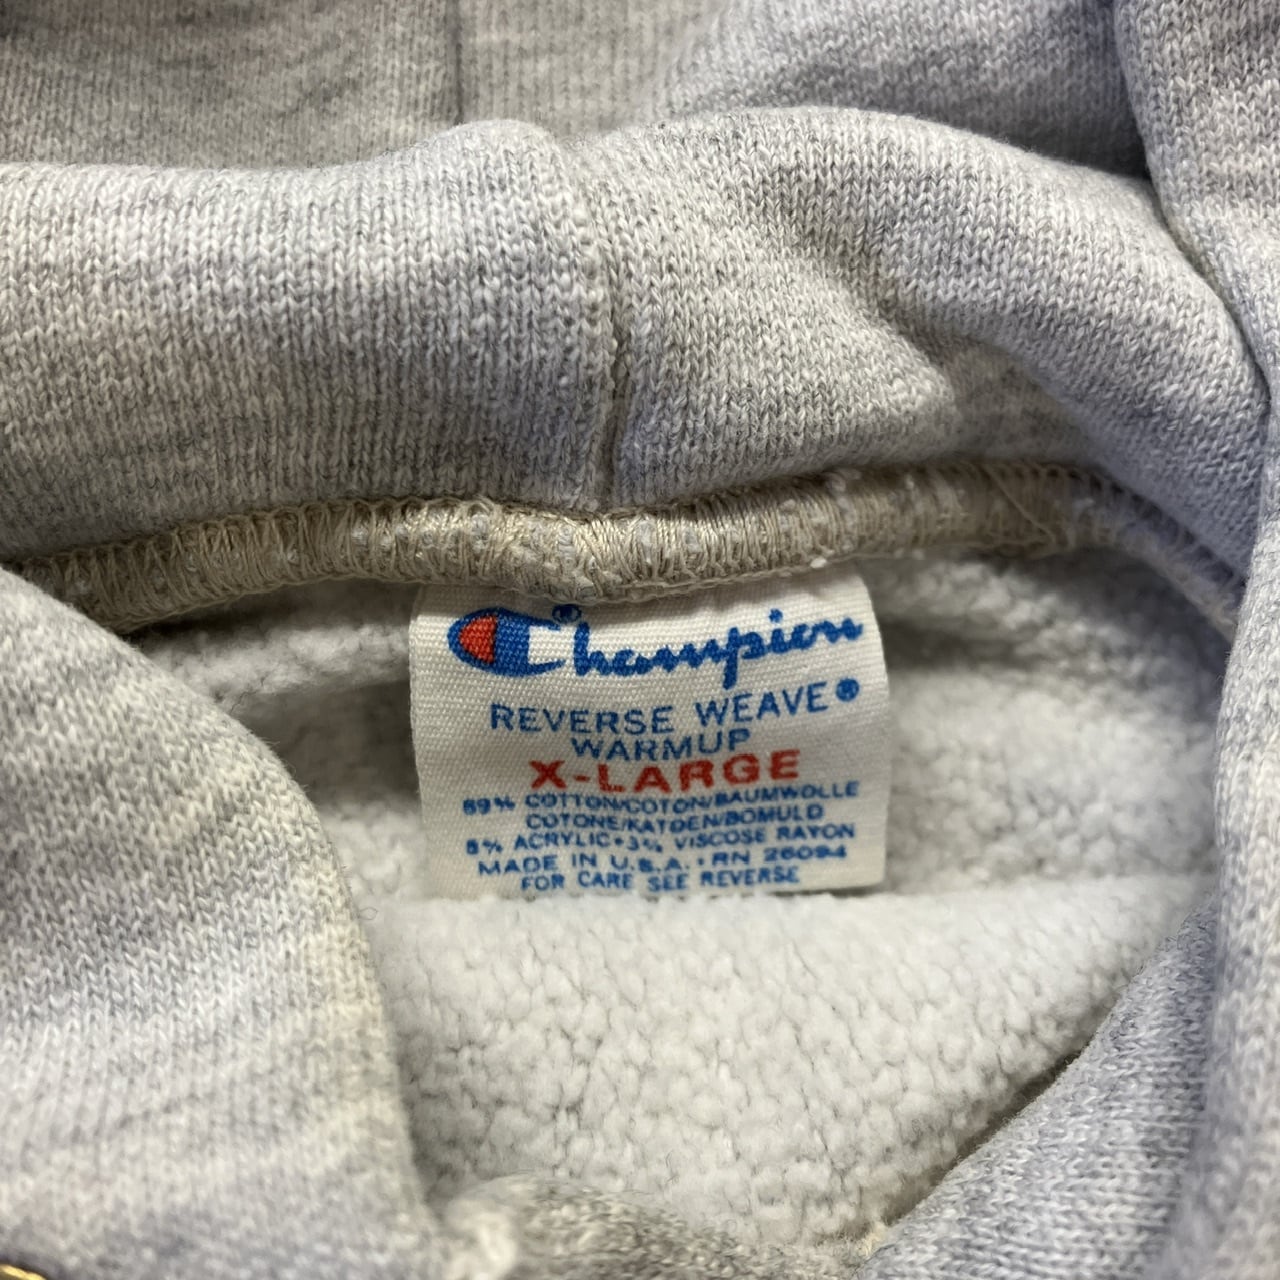 Champion®
REVERSE WEAVE®
WARMUP
X-LARGE
89% COTTON/COTON/BAUMWOLLE
COTONE/KATOEN/BOMULD
8% ACRYLIC•3% VISCOSE RAYON
MADE IN U.S.A.•RN 26094
FOR CARE SEE REVERSE